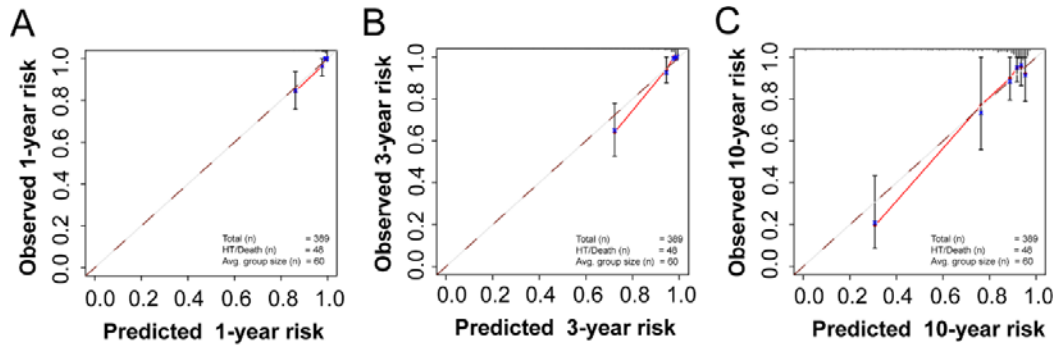 A
Observed 1-year risk
0.0 0.2 0.4 0.6 0.8 1.0
Total (n) = 389
HT/Death (n) = 48
Avg. group size (n) = 60
0.0 0.2 0.4 0.6 0.8 1.0
Predicted 1-year risk
B
Observed 3-year risk
0.0 0.2 0.4 0.6 0.8 1.0
Total (n) = 389
HT/Death (n) = 48
Avg. group size (n) = 60
0.0 0.2 0.4 0.6 0.8 1.0
Predicted 3-year risk
C
Observed 10-year risk
0.0 0.2 0.4 0.6 0.8 1.0
Total (n) = 389
HT/Death (n) = 48
Avg. group size (n) = 60
0.0 0.2 0.4 0.6 0.8 1.0
Predicted 10-year risk